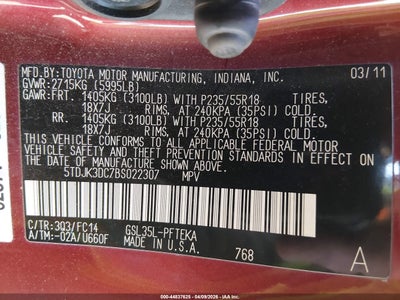 MFD.BY:TOYOTA MOTOR MANUFACTURING, INDIANA, INC.
GVWR:2715KG (5995LB) 03/11
GAWR:FRT. 1405KG (3100LB) WITH P235/55R18 TIRES,
18X7J RIMS, AT 240KPA (35PSI) COLD.
RR. 1405KG (3100LB) WITH P235/55R18 TIRES,
18X7J RIMS, AT 240KPA (35PSI) COLD.
THIS VEHICLE CONFORMS TO ALL APPLICABLE FEDERAL
MOTOR VEHICLE SAFETY, BUMPER, AND THEFT PREVENTION
STANDARDS IN EFFECT ON THE DATE OF MANUFACTURE
SHOWN ABOVE.
5TDJK3DC7BS022307 MPV
C/TR:3Q3/FC14 GSL35L-PFTEKA
A/TM:-02A/U660F MADE IN U.S.A. 768 A
000-44837625 - 04/09/2026 - IAAI.COM